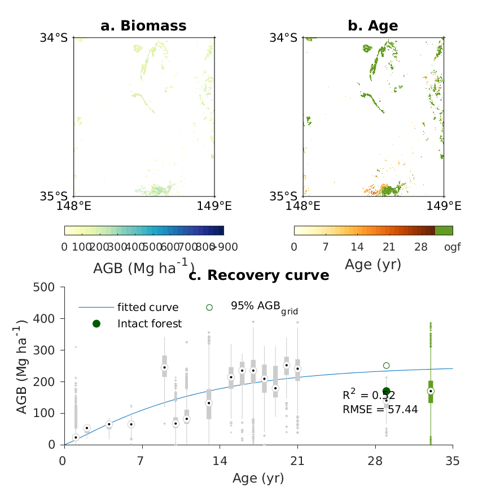 a. Biomass
b. Age
34°S
34°S
35°S
35°S
148°E
149°E
148°E
149°E
0 100 200 300 400 500 600 700 800 >900
0 7 14 21 28 ogf
AGB (Mg ha-1)
Age (yr)
c. Recovery curve
500
400
300
200
100
0
AGB (Mg ha-1)
fitted curve
95% AGBgrid
Intact forest
R2 = 0.52
RMSE = 57.44
0 7 14 21 28 35
Age (yr)